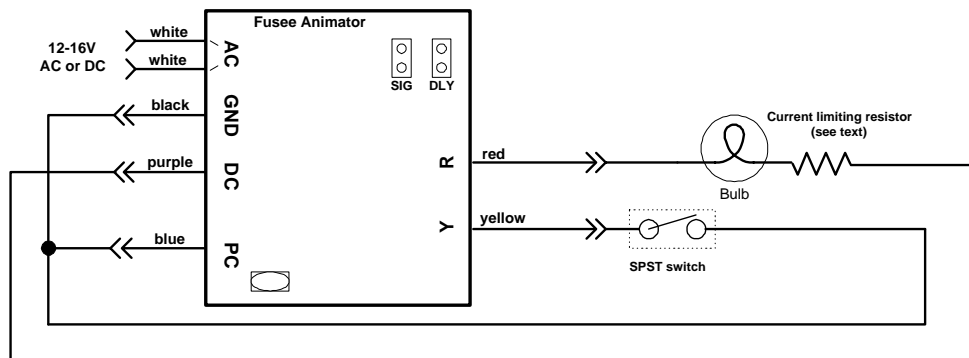 Fusee Animator
white
white
12-16V
AC or DC
AC
SIG
DLY
black
GND
purple
DC
blue
PC
R
red
Y
yellow
Bulb
Current limiting resistor
(see text)
SPST switch